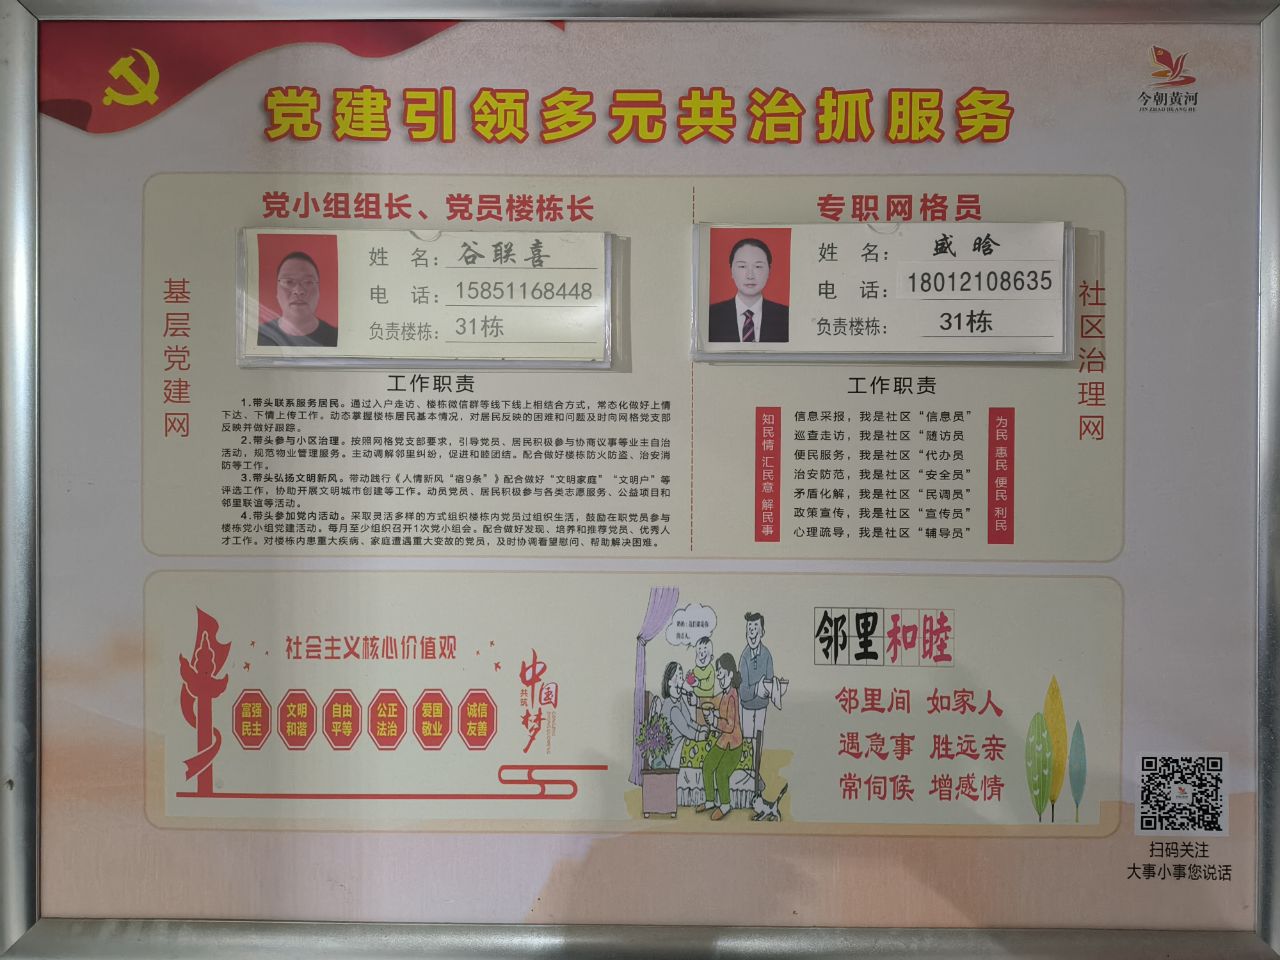 党建引领多元共治抓服务
今朝黄河
JIN ZHAO HUANG HE
基层党建网
党小组组长、党员楼栋长
姓 名：谷联喜
电 话：15851168448
负责楼栋：31栋
工作职责
1.带头联系服务居民。通过入户走访、楼栋微信群等线下线上相结合方式，常态化做好上情
下达、下情上传工作。动态掌握楼栋居民基本情况，对居民反映的困难和问题及时向网格党支部
反映并做好跟踪。
2.带头参与小区治理。按照网格党支部要求，引导党员、居民积极参与协商议事等业主自治
活动，规范物业管理服务。主动调解邻里纠纷，促进和睦团结。配合做好楼栋防火防盗、治安消
防等工作。
3.带头弘扬文明新风。带动践行《人情新风“宿9条”》配合做好“文明家庭”“文明户”等
评选工作，协助开展文明城市创建等工作。动员党员、居民积极参与各类志愿服务、公益项目和
邻里联谊等活动。
4.带头参加党内活动。采取灵活多样的方式组织楼栋内党员过组织生活，鼓励在职党员参与
楼栋党小组党建活动。每月至少组织召开1次党小组会。配合做好发现、培养和推荐党员、优秀人
才工作。对楼栋内患重大疾病、家庭遭遇重大变故的党员，及时协调看望慰问、帮助解决困难。
专职网格员
姓 名：盛晗
电 话：18012108635
负责楼栋：31栋
社区治理网
工作职责
知民情 汇民意 解民事
信息采报，我是社区“信息员”
巡查走访，我是社区“随访员
便民服务，我是社区“代办员
治安防范，我是社区“安全员”
矛盾化解，我是社区“民调员”
政策宣传，我是社区“宣传员”
心理疏导，我是社区“辅导员”
为民 惠民 便民 利民
社会主义核心价值观
富强 文明 自由 公正 爱国 诚信
民主 和谐 平等 法治 敬业 友善
共筑
中国梦
邻里和睦
邻里间 如家人
遇急事 胜远亲
常伺候 增感情
扫码关注
大事小事您说话